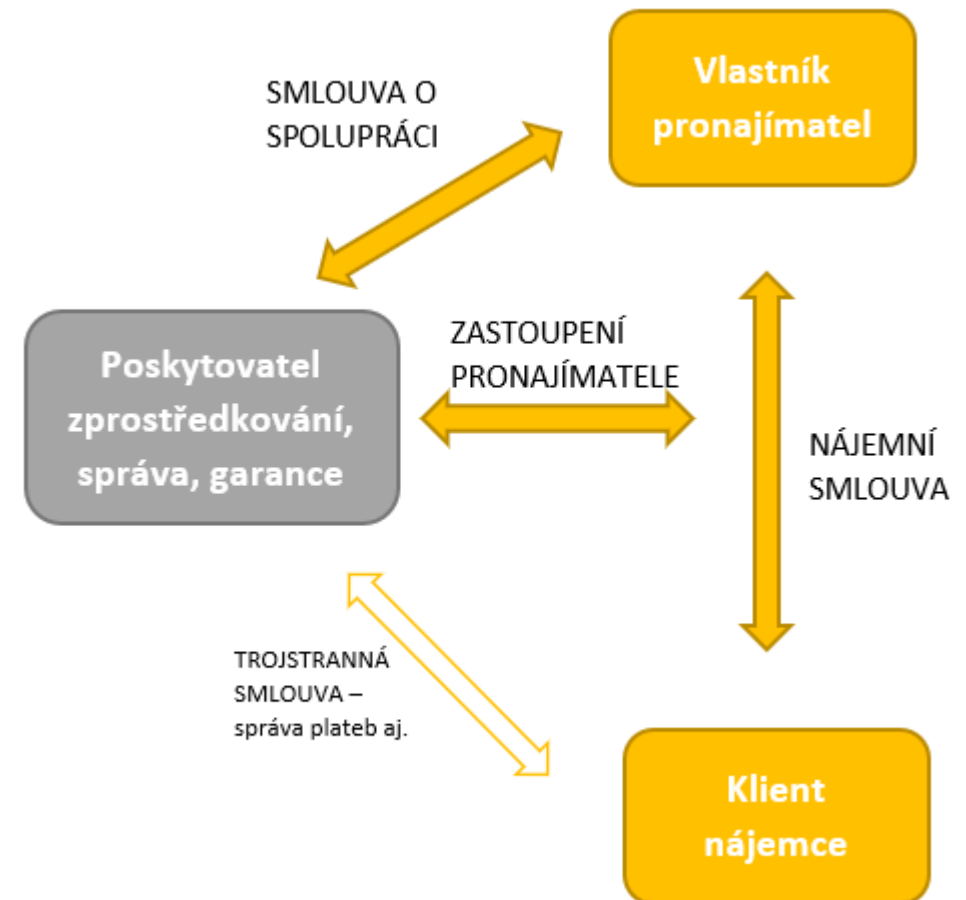 SMLOUVA O
SPOLUPRÁCI
Vlastník
pronajímatel
Poskytovatel
zprostředkování,
správa, garance
ZASTOUPENÍ
PRONAJÍMATELE
NÁJEMNÍ
SMLOUVA
TROJSTRANNÁ
SMLOUVA –
správa plateb aj.
Klient
nájemce